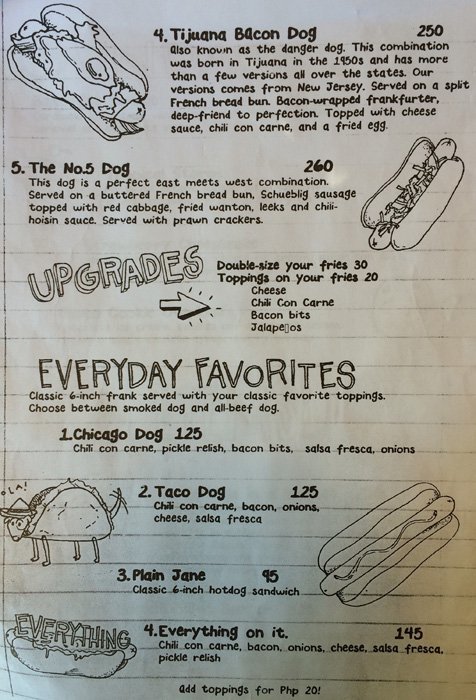 4. Tijuana Bacon Dog 250
Also known as the danger dog. This combination
was born in Tijuana in the 1950s and has more
than a few versions all over the states. Our
versions comes from New Jersey. Served on a split
French bread bun. Bacon-wrapped frankfurter,
deep-friend to perfection. Topped with cheese
sauce, chili con carne, and a fried egg.
5. The No.5 Dog 260
This dog is a perfect east meets west combination.
Served on a buttered French bread bun, Schueblig sausage
topped with red cabbage, fried wanton, leeks and chili-
hoisin sauce. Served with prawn crackers.
UPGRADES
Double-size your fries 30
Toppings on your fries 20
Cheese
Chili Con Carne
Bacon bits
Jalape▯os
EVERYDAY FAVORITES
Classic 6-inch frank served with your classic favorite toppings.
Choose between smoked dog and all-beef dog.
1.Chicago Dog 125
Chili con carne, pickle relish, bacon bits, salsa fresca, onions
OLA!
2. Taco Dog 125
Chili con carne, bacon, onions,
cheese, salsa fresca
3. Plain Jane 95
Classic 6-inch hotdog sandwich
EVERYTHING
4.Everything on it. 145
Chili con carne, bacon, onions, cheese, salsa fresca,
pickle relish
Add toppings for Php 20!